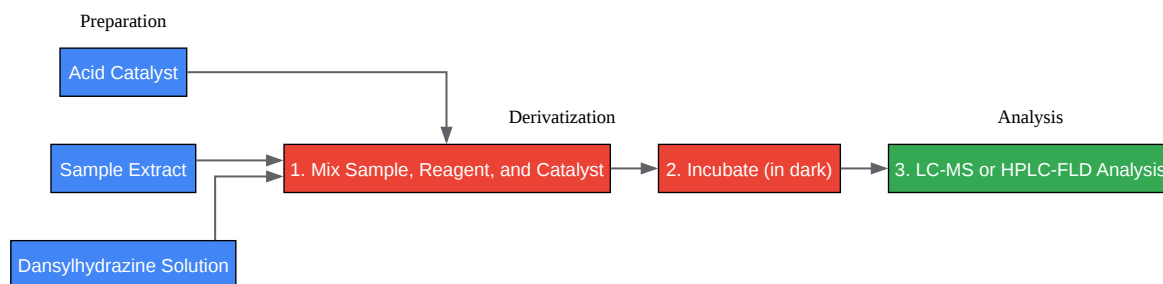 Preparation
Acid Catalyst
Derivatization
Analysis
Sample Extract
1. Mix Sample, Reagent, and Catalyst
2. Incubate (in dark)
3. LC-MS or HPLC-FLD Analysis
Dansylhydrazine Solution